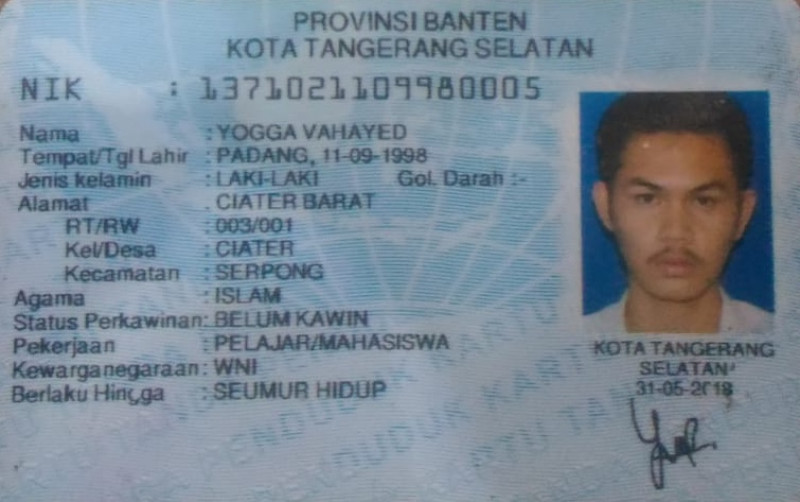 PROVINSI BANTEN
KOTA TANGERANG SELATAN
NIK : 1371021109980005
Nama : YOGGA VAHAYED
Tempat/Tgl Lahir : PADANG, 11-09-1998
Jenis kelamin : LAKI-LAKI Gol. Darah :-
Alamat : CIATER BARAT
RT/RW : 003/001
Kel/Desa : CIATER
Kecamatan : SERPONG
Agama : ISLAM
Status Perkawinan: BELUM KAWIN
Pekerjaan : PELAJAR/MAHASISWA
Kewarganegaraan: WNI
Berlaku Hingga : SEUMUR HIDUP
KOTA TANGERANG
SELATAN
31-05-2018